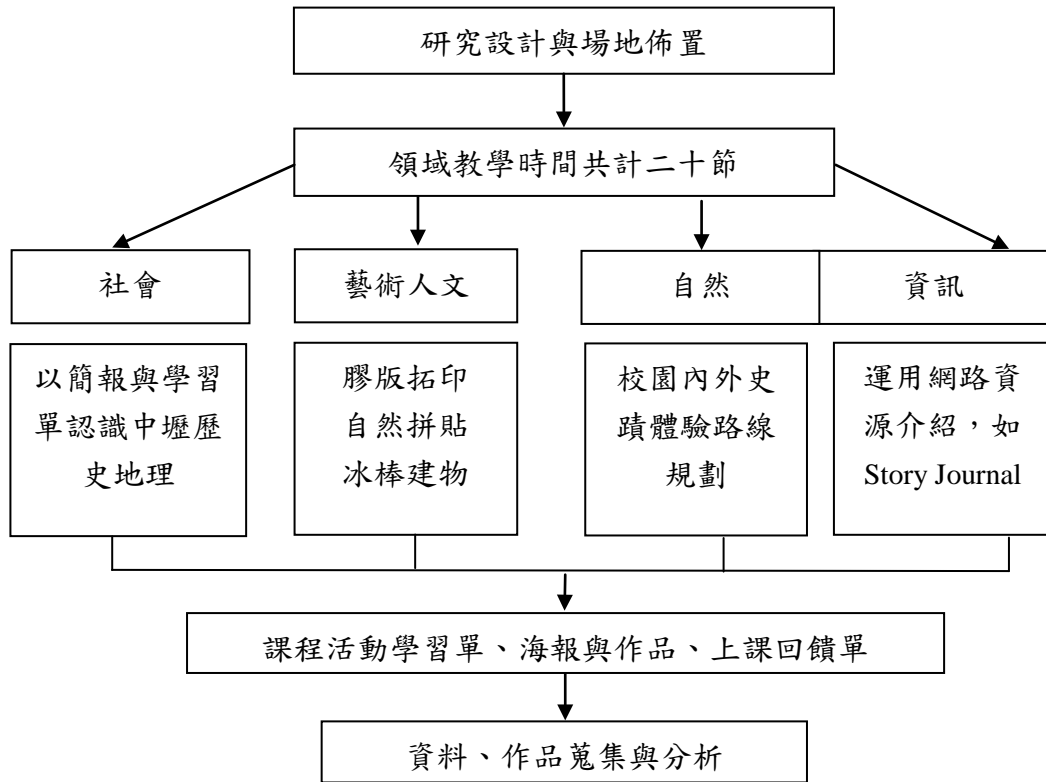 研究設計與場地佈置
領域教學時間共計二十節
社會
藝術人文
自然
資訊
以簡報與學習
單認識中壢歷
史地理
膠版拓印
自然拼貼
冰棒建物
校園內外史
蹟體驗路線
規劃
運用網路資
源介紹，如
Story Journal
課程活動學習單、海報與作品、上課回饋單
資料、作品蒐集與分析